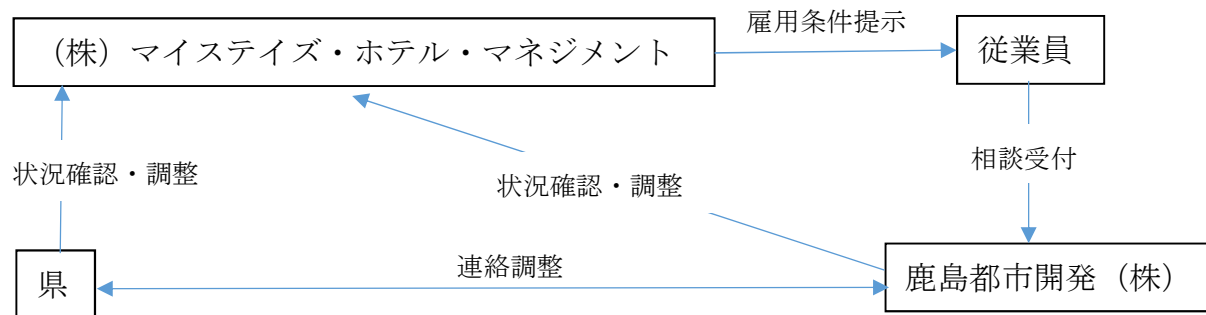 雇用条件提示
（株）マイステイズ・ホテル・マネジメント
従業員
状況確認・調整
状況確認・調整
相談受付
県
連絡調整
鹿島都市開発（株）